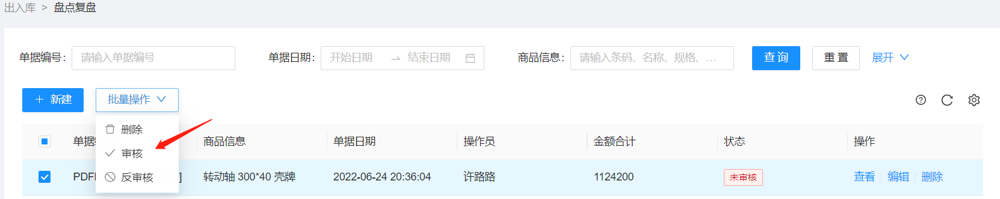 出入库 > 盘点复盘
单据编号: 请输入单据编号 单据日期: 开始日期 → 结束日期 商品信息: 请输入条码、名称、规格、...
查询 重置 展开
+ 新建 批量操作
删除
审核
反审核
单据 商品信息 单据日期 操作员 金额合计 状态 操作
转动轴 300*40 壳牌 2022-06-24 20:36:04 许路路 1124200 未审核 查看 编辑 删除